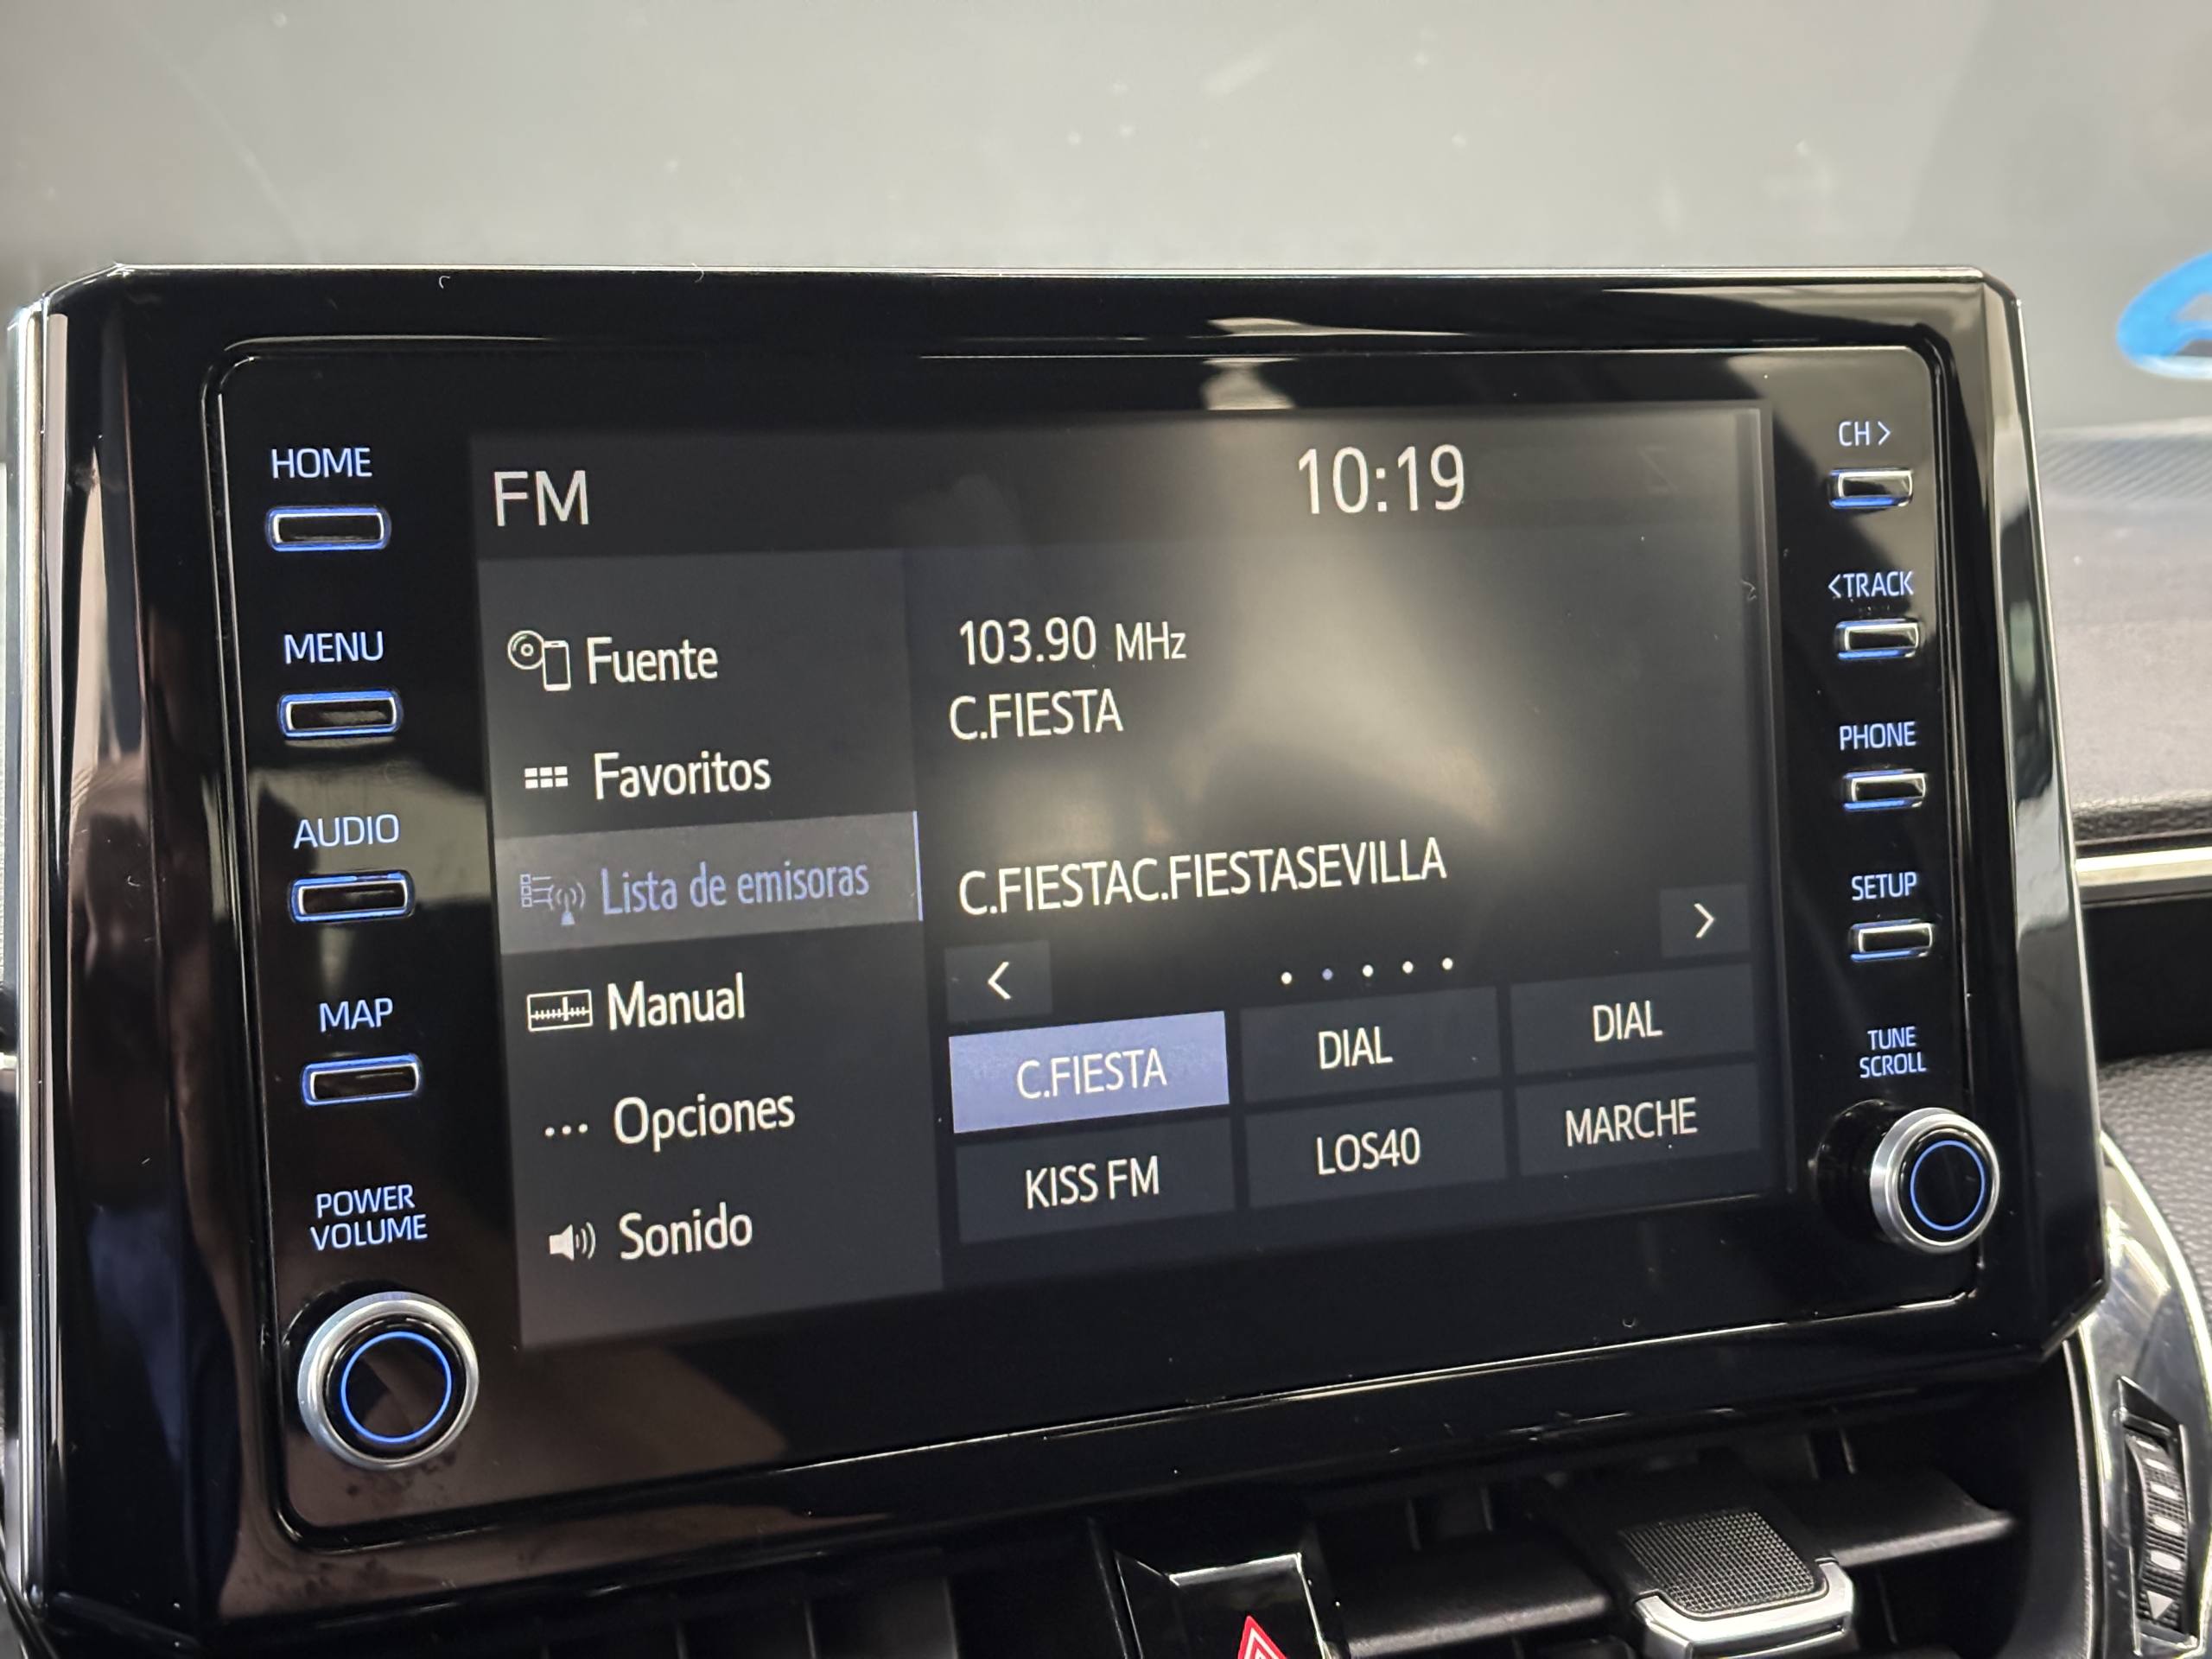 HOME
MENU
AUDIO
MAP
POWER
VOLUME
FM
10:19
Fuente
Favoritos
Lista de emisoras
Manual
Opciones
Sonido
103.90 MHz
C.FIESTA
C.FIESTAC.FIESTASEVILLA
C.FIESTA
DIAL
DIAL
KISS FM
LOS40
MARCHE
CH>
<TRACK
PHONE
SETUP
TUNE
SCROLL